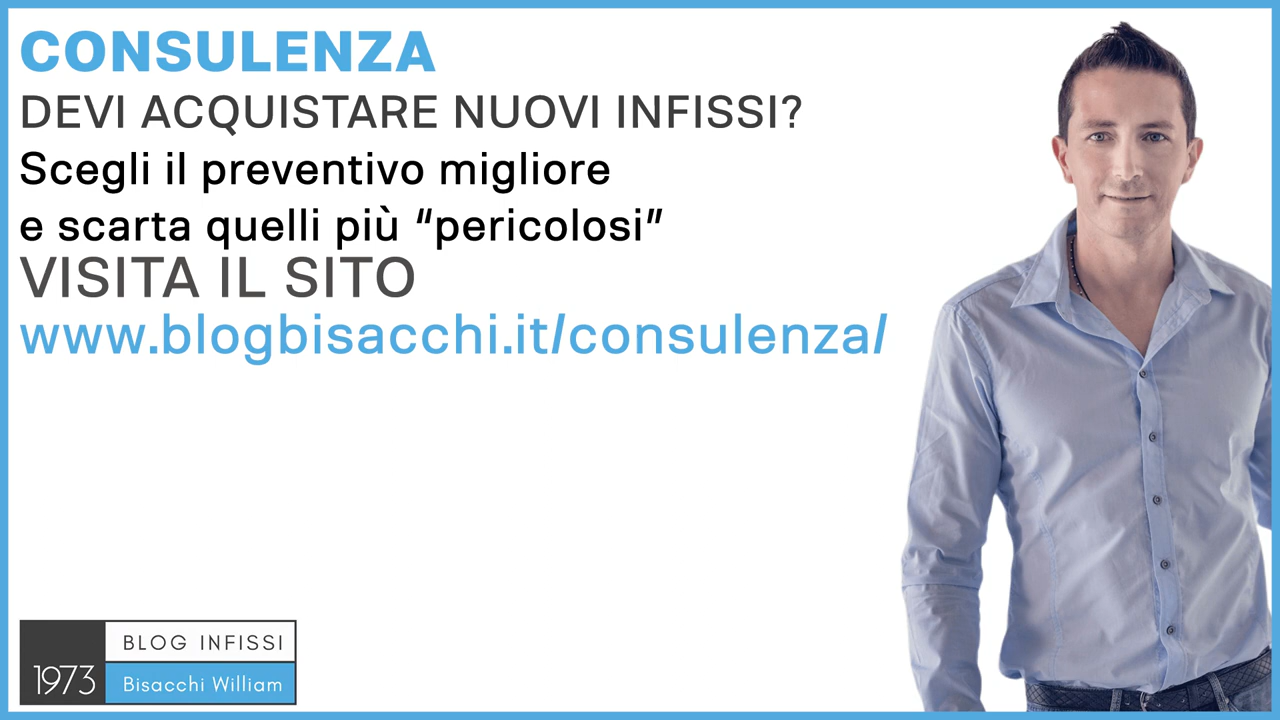 CONSULENZA
DEVI ACQUISTARE NUOVI INFISSI?
Scegli il preventivo migliore
e scarta quelli più “pericolosi”
VISITA IL SITO
www.blogbisacchi.it/consulenza/
1973
BLOG INFISSI
Bisacchi William